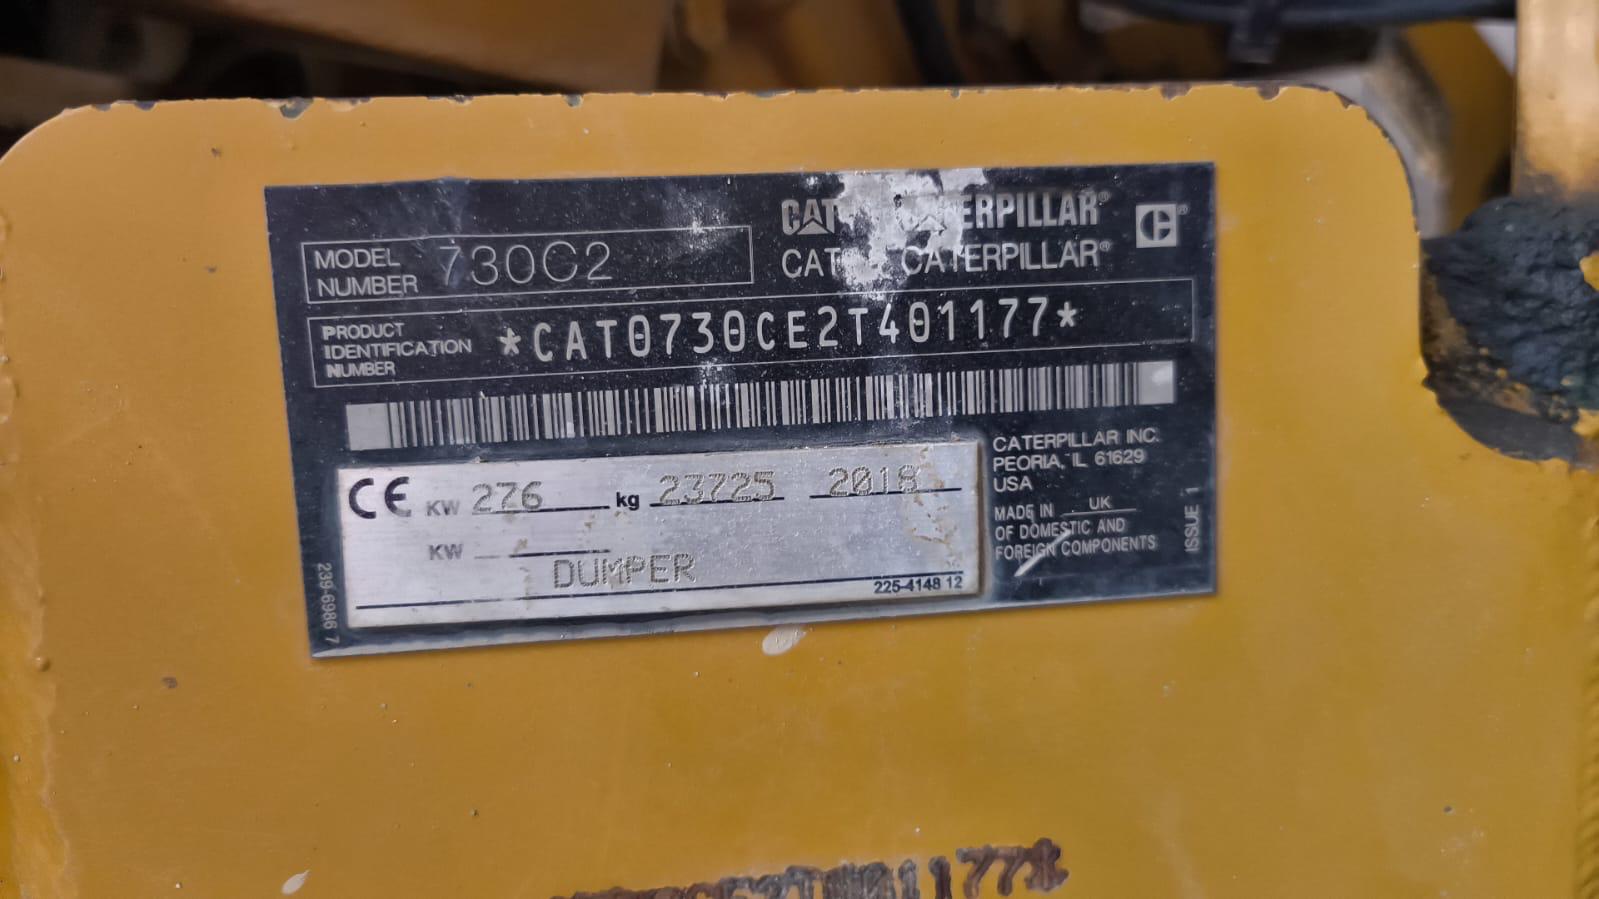 MODEL NUMBER 730C2
CAT CATERPILLAR®
CAT CATERPILLAR®
PRODUCT IDENTIFICATION NUMBER *CAT0730CE2T401177*
CE KW 276 kg 23725 2018
KW
DUMPER
225-4148 12
CATERPILLAR INC.
PEORIA, IL 61629
USA
MADE IN UK
OF DOMESTIC AND
FOREIGN COMPONENTS
ISSUE 1
239-6986 7
E2T401177*